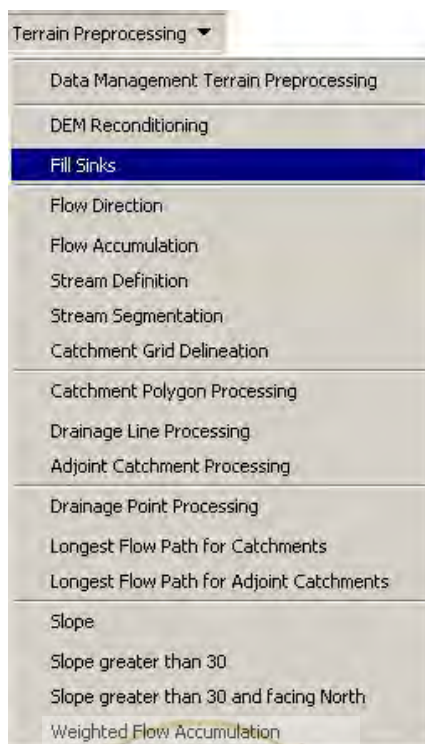 Terrain Preprocessing
Data Management Terrain Preprocessing
DEM Reconditioning
Fill Sinks
Flow Direction
Flow Accumulation
Stream Definition
Stream Segmentation
Catchment Grid Delineation
Catchment Polygon Processing
Drainage Line Processing
Adjoint Catchment Processing
Drainage Point Processing
Longest Flow Path for Catchments
Longest Flow Path for Adjoint Catchments
Slope
Slope greater than 30
Slope greater than 30 and facing North
Weighted Flow Accumulation